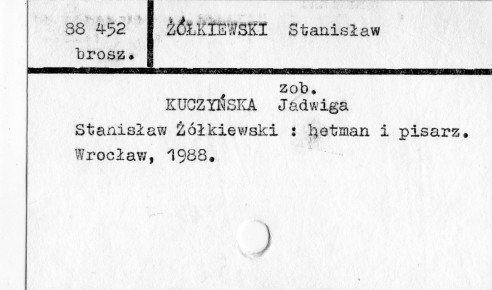 88 452 ŻÓŁKIEWSKI Stanisław
brosz.
zob.
KUCZYŃSKA Jadwiga
Stanisław Żółkiewski : hetman i pisarz.
Wrocław, 1988.